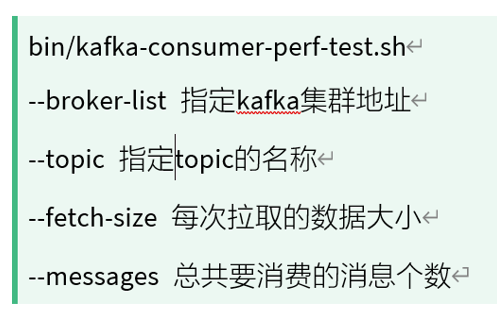 bin/kafka-consumer-perf-test.sh
--broker-list 指定kafka集群地址
--topic 指定topic的名称
--fetch-size 每次拉取的数据大小
--messages 总共要消费的消息个数